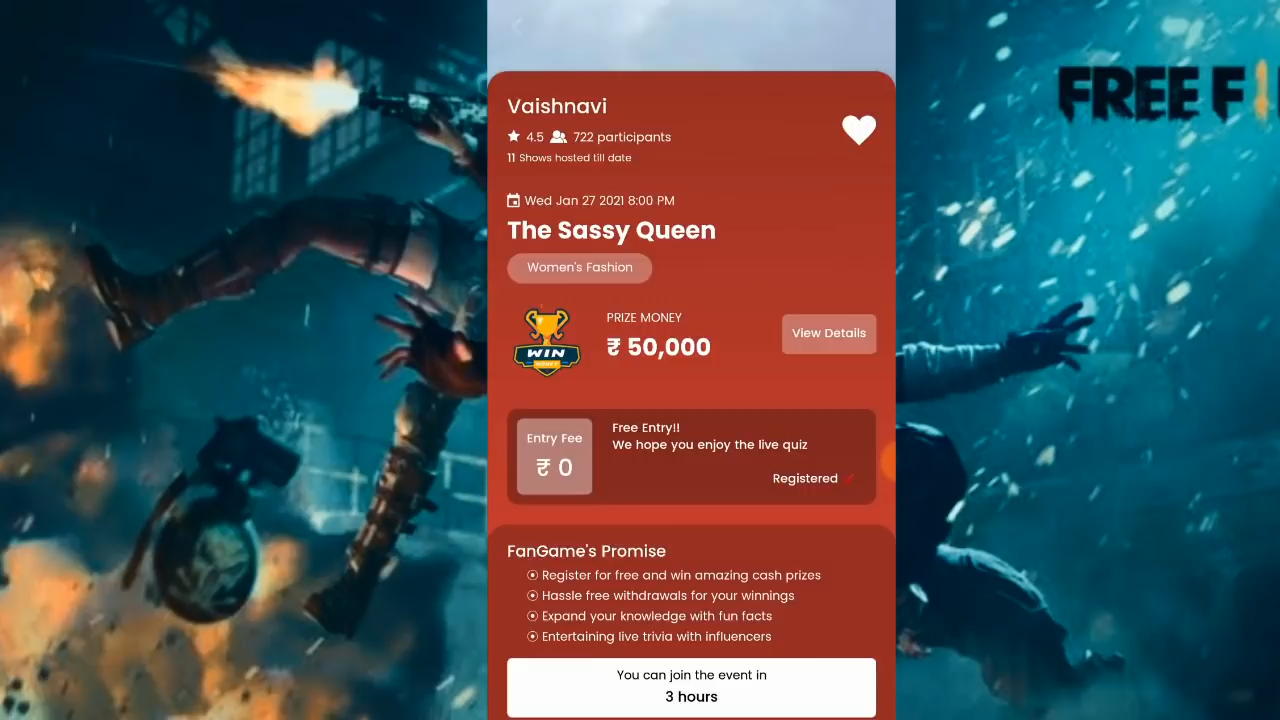 Vaishnavi
4.5 722 participants
11 Shows hosted till date
Wed Jan 27 2021 8:00 PM
The Sassy Queen
Women's Fashion
WIN
PRIZE MONEY
₹ 50,000
View Details
Entry Fee
₹ 0
Free Entry!!
We hope you enjoy the live quiz
Registered
FanGame's Promise
Register for free and win amazing cash prizes
Hassle free withdrawals for your winnings
Expand your knowledge with fun facts
Entertaining live trivia with influencers
You can join the event in
3 hours
FREE FI